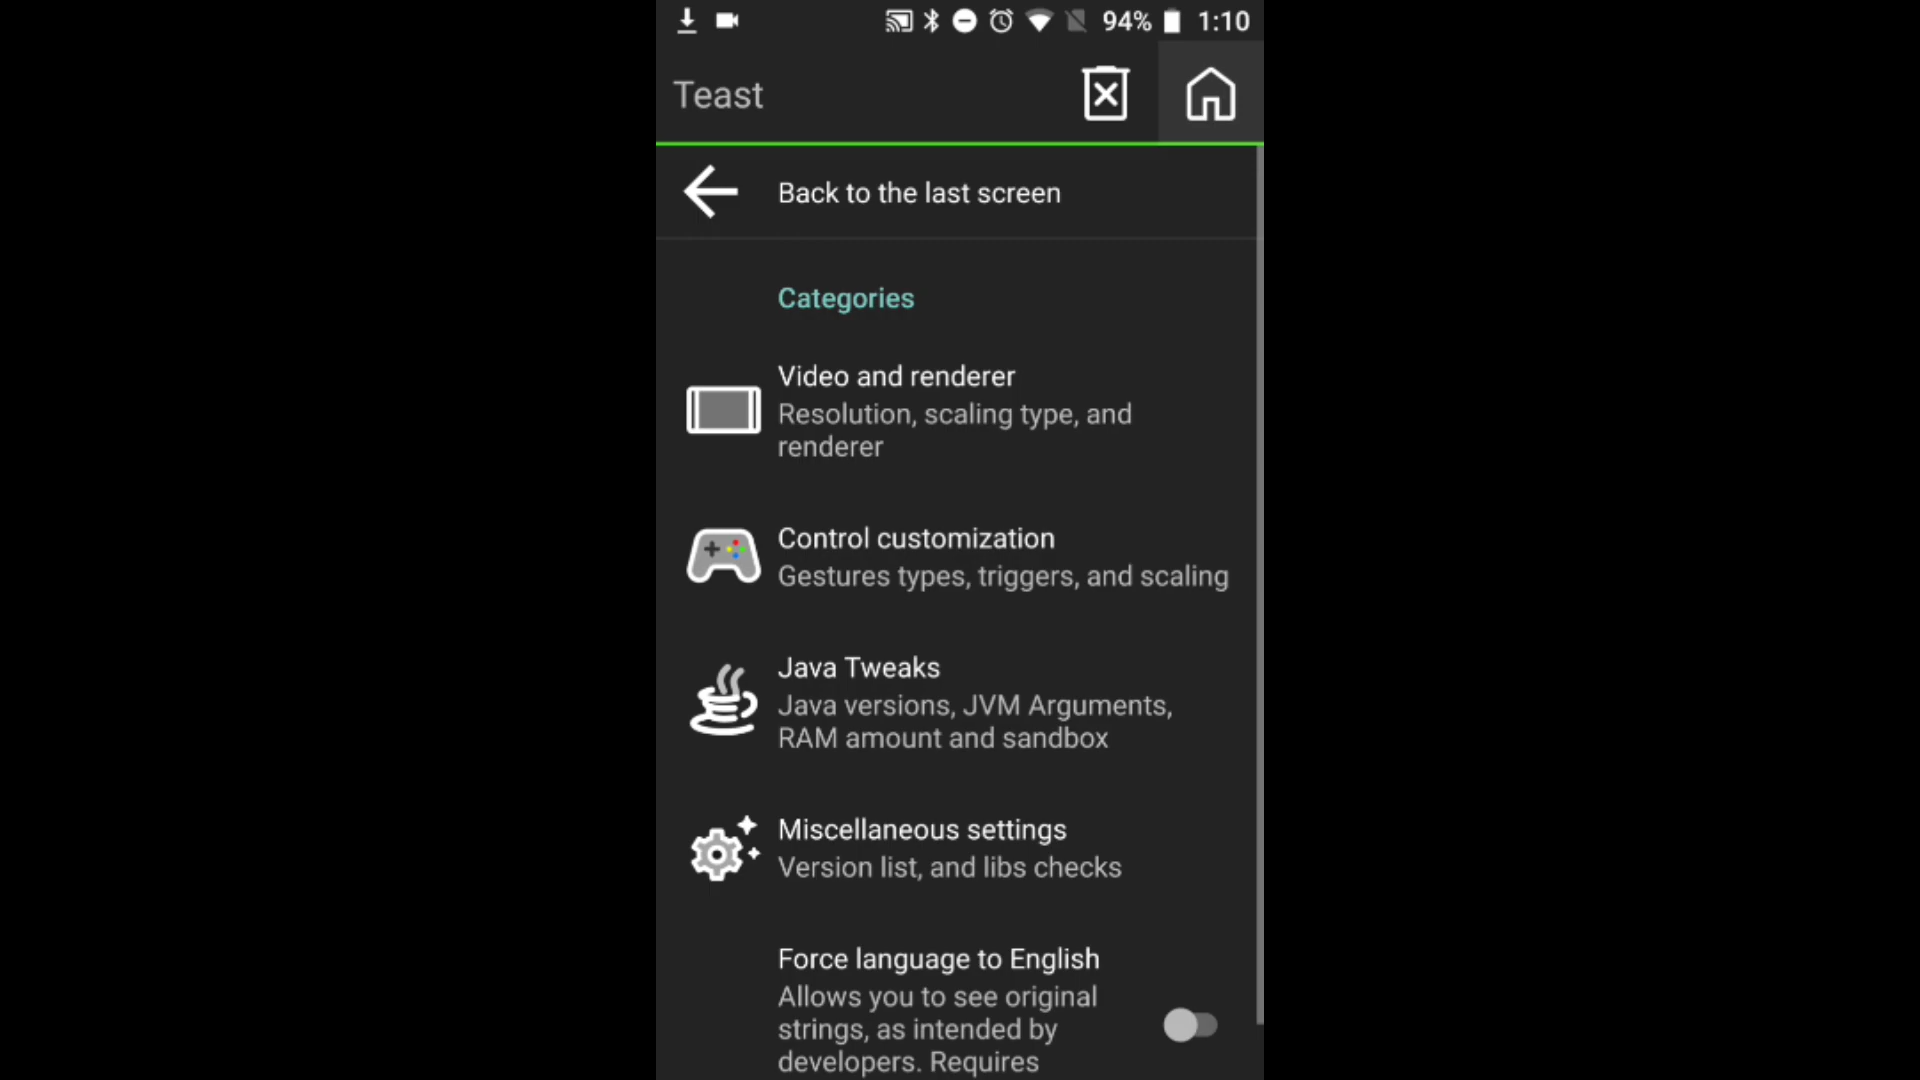 94% 1:10
Teast
Back to the last screen
Categories
Video and renderer
Resolution, scaling type, and
renderer
Control customization
Gestures types, triggers, and scaling
Java Tweaks
Java versions, JVM Arguments,
RAM amount and sandbox
Miscellaneous settings
Version list, and libs checks
Force language to English
Allows you to see original
strings, as intended by
developers. Requires